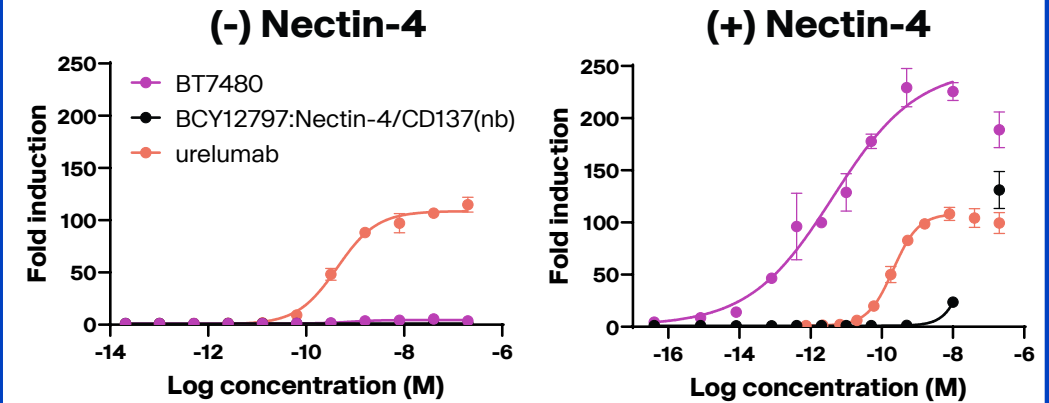 (-) Nectin-4
(+) Nectin-4
Fold induction
250
200
150
100
50
0
BT7480
BCY12797:Nectin-4/CD137(nb)
urelumab
-14 -12 -10 -8 -6
Log concentration (M)
Fold induction
250
200
150
100
50
0
-16 -14 -12 -10 -8 -6
Log concentration (M)